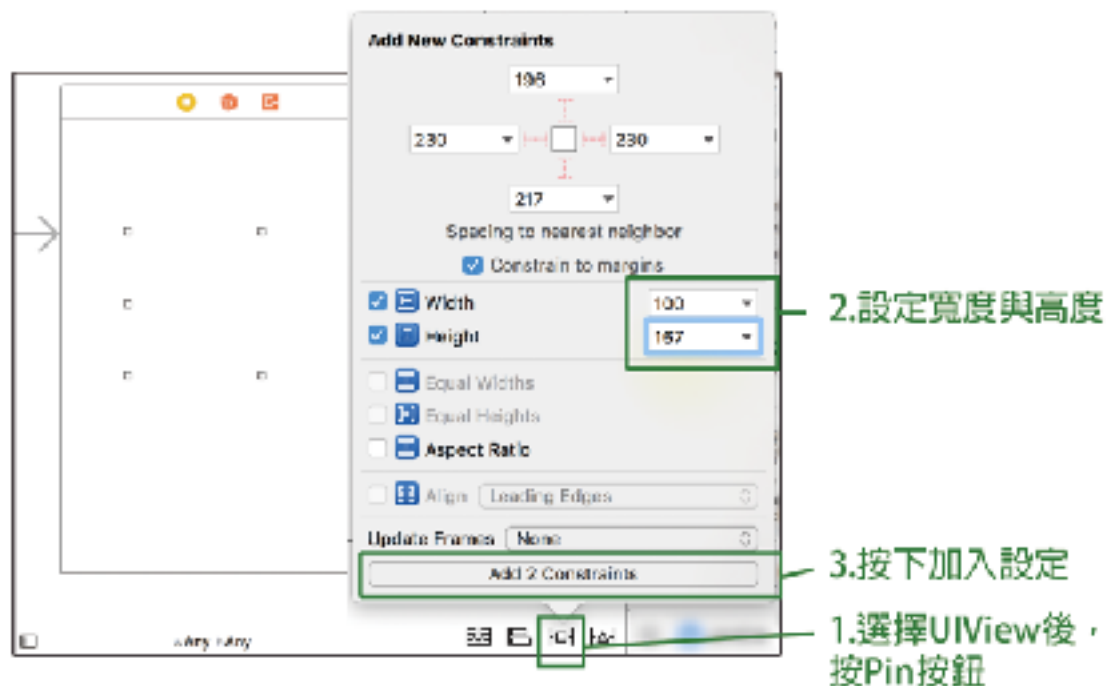 Add New Constraints
196
230
230
217
Spacing to nearest neighbor
Constrain to margins
Width
100
Height
167
Equal Widths
Equal Heights
Aspect Ratio
Align
Leading Edges
Update Frames
None
Add 2 Constraints
2.設定寬度與高度
3.按下加入設定
1.選擇UIView後，
按Pin按鈕